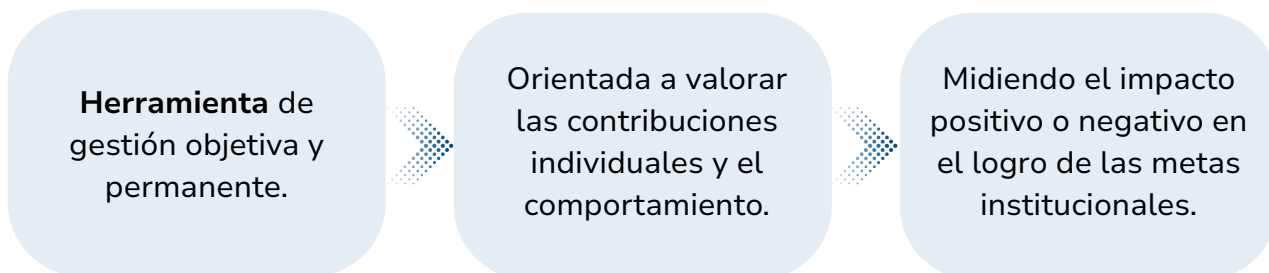 Herramienta de
gestión objetiva y
permanente.
Orientada a valorar
las contribuciones
individuales y el
comportamiento.
Midiendo el impacto
positivo o negativo en
el logro de las metas
institucionales.